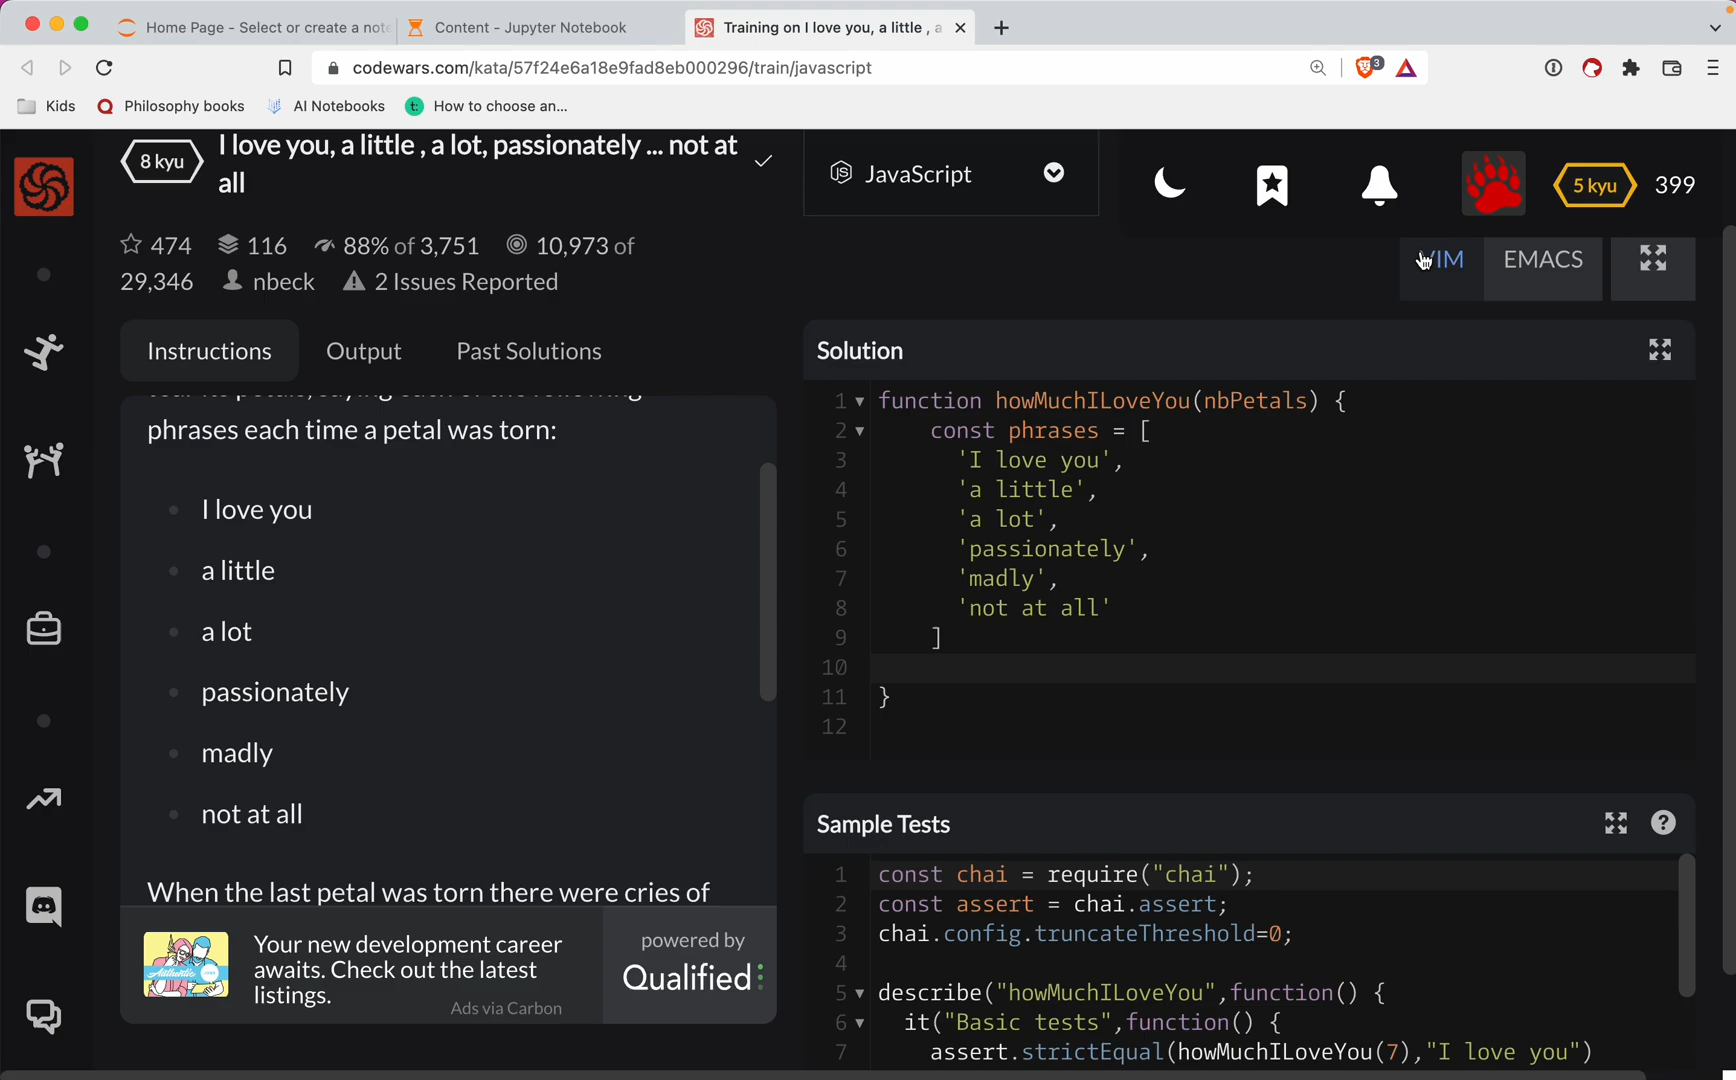 Home Page - Select or create a note
Content - Jupyter Notebook
Training on I love you, a little , a
codewars.com/kata/57f24e6a18e9fad8eb000296/train/javascript
3
Kids
Philosophy books
AI Notebooks
How to choose an...
8 kyu
I love you, a little , a lot, passionately ... not at
all
JavaScript
5 kyu
399
474
116
88% of 3,751
10,973 of
29,346
nbeck
2 Issues Reported
VIM
EMACS
Instructions
Output
Past Solutions
phrases each time a petal was torn:
I love you
a little
a lot
passionately
madly
not at all
When the last petal was torn there were cries of
Your new development career
awaits. Check out the latest
listings.
Ads via Carbon
powered by
Qualified
Solution
1 function howMuchILoveYou(nbPetals) {
2 const phrases = [
3 'I love you',
4 'a little',
5 'a lot',
6 'passionately',
7 'madly',
8 'not at all'
9 ]
10
11 }
12
Sample Tests
1 const chai = require("chai");
2 const assert = chai.assert;
3 chai.config.truncateThreshold=0;
4
5 describe("howMuchILoveYou",function() {
6 it("Basic tests",function() {
7 assert.strictEqual(howMuchILoveYou(7),"I love you")